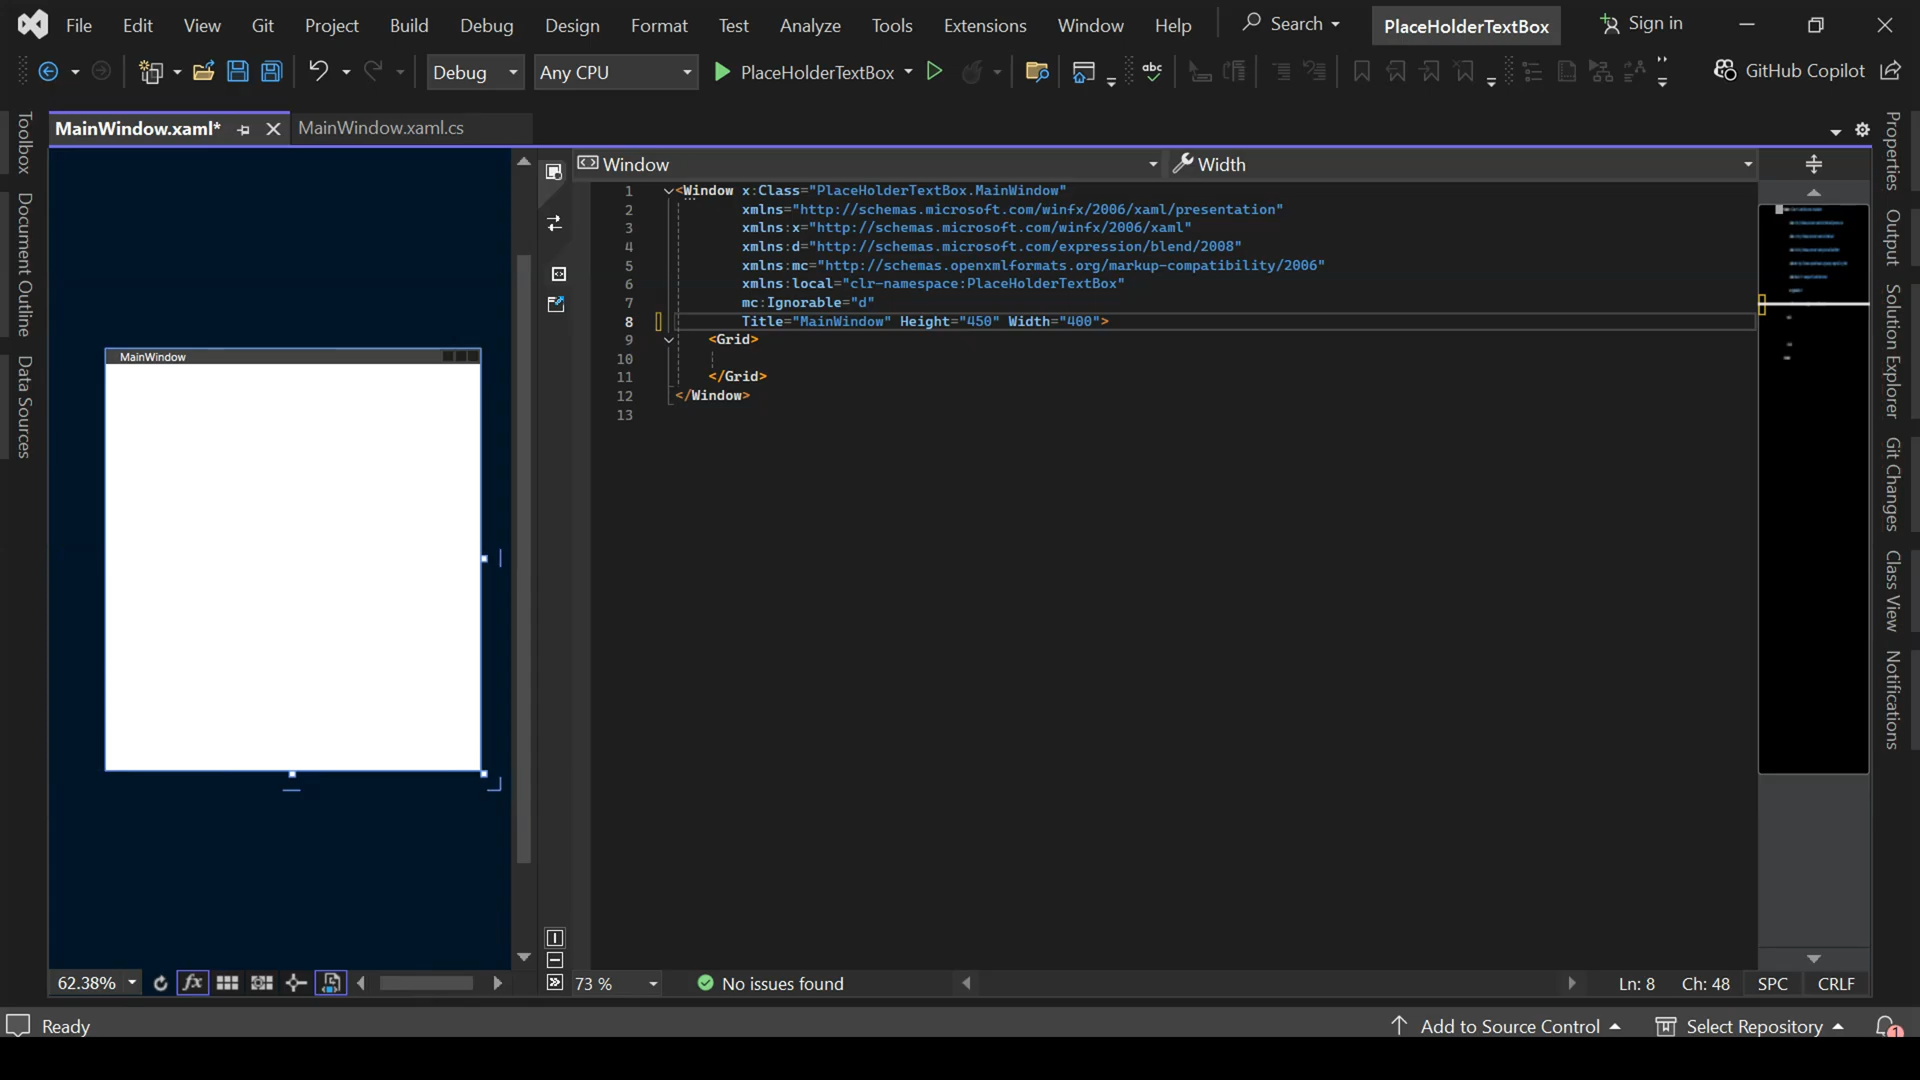 File Edit View Git Project Build Debug Design Format Test Analyze Tools Extensions Window Help Search PlaceHolderTextBox Sign in
Debug Any CPU PlaceHolderTextBox abc GitHub Copilot
MainWindow.xaml* MainWindow.xaml.cs
Toolbox
Document Outline
Data Sources
MainWindow
Window Width
1 <Window x:Class="PlaceHolderTextBox.MainWindow"
2 xmlns="http://schemas.microsoft.com/winfx/2006/xaml/presentation"
3 xmlns:x="http://schemas.microsoft.com/winfx/2006/xaml"
4 xmlns:d="http://schemas.microsoft.com/expression/blend/2008"
5 xmlns:mc="http://schemas.openxmlformats.org/markup-compatibility/2006"
6 xmlns:local="clr-namespace:PlaceHolderTextBox"
7 mc:Ignorable="d"
8 Title="MainWindow" Height="450" Width="400">
9 <Grid>
10
11 </Grid>
12 </Window>
13
Properties
Output
Solution Explorer
Git Changes
Class View
Notifications
62.38% fx 73 % No issues found Ln: 8 Ch: 48 SPC CRLF
Ready Add to Source Control Select Repository 1